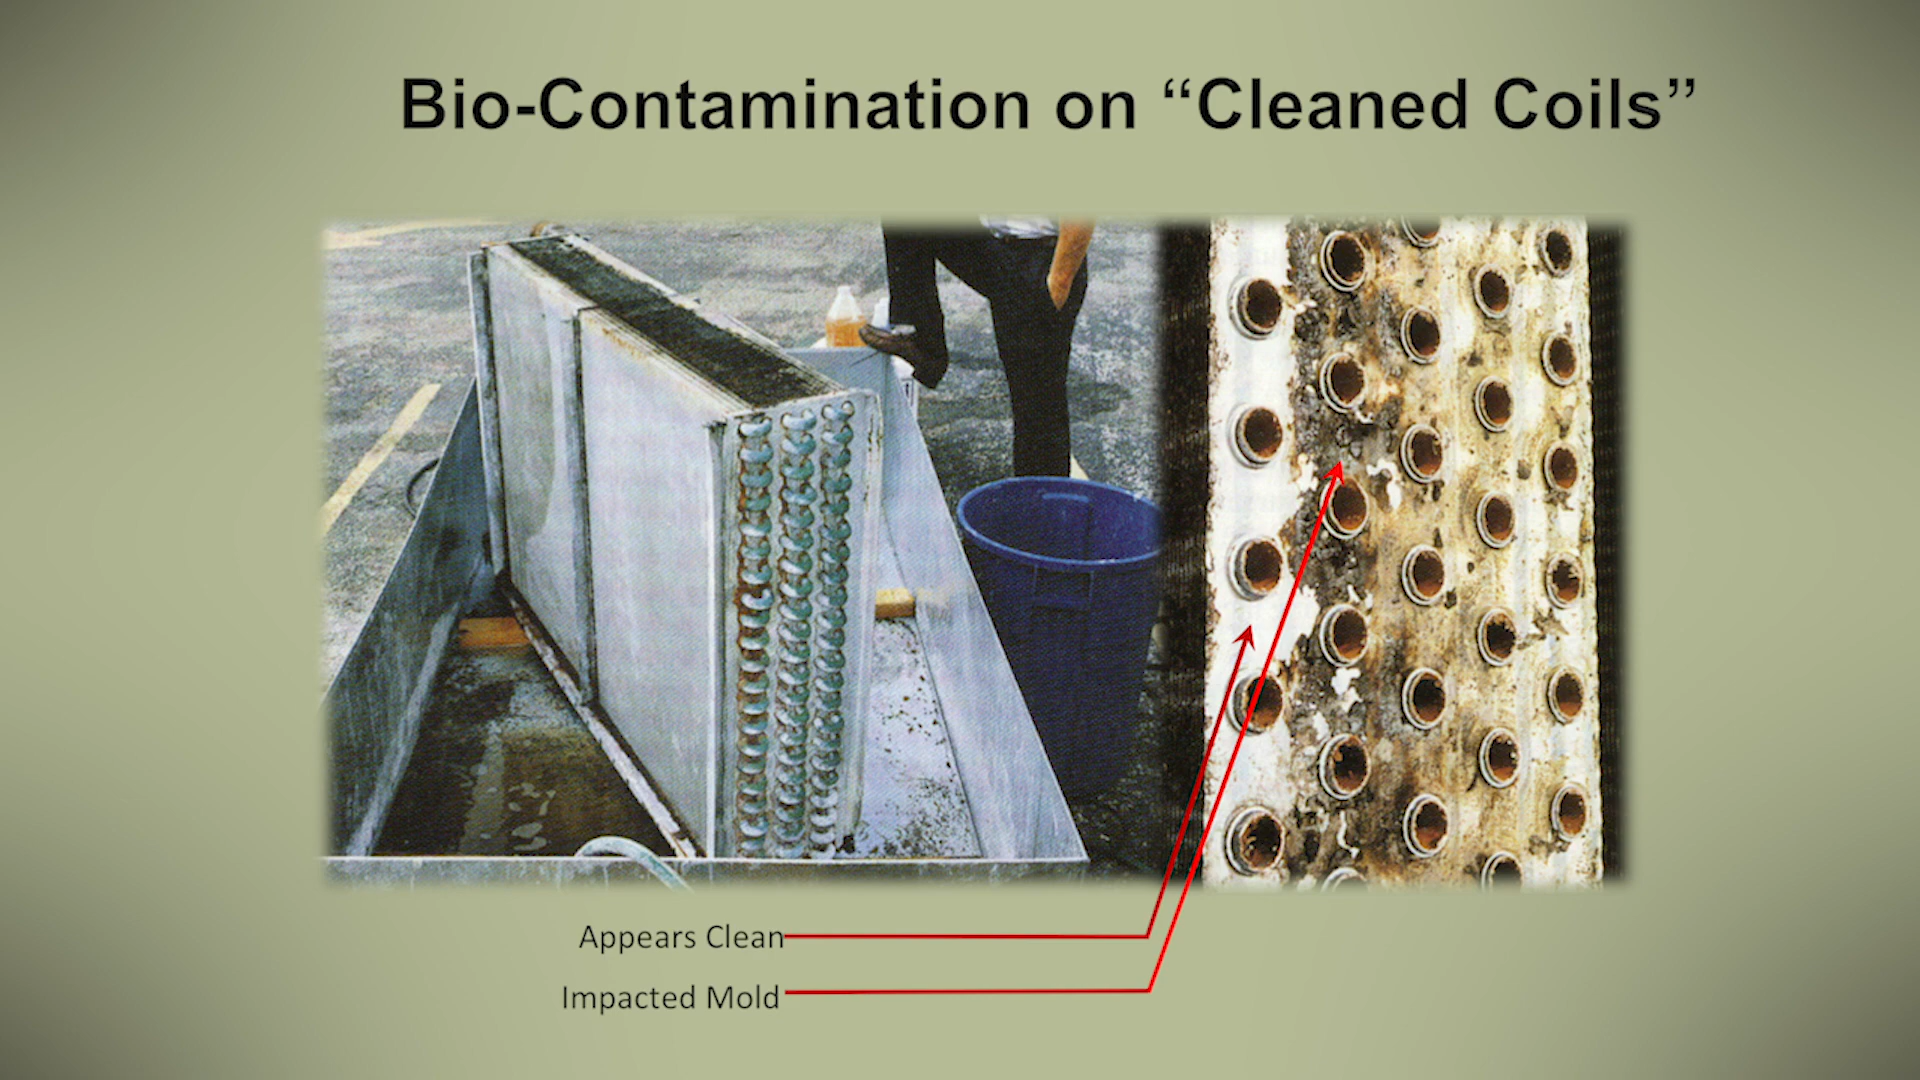 Bio-Contamination on “Cleaned Coils”
Appears Clean
Impacted Mold